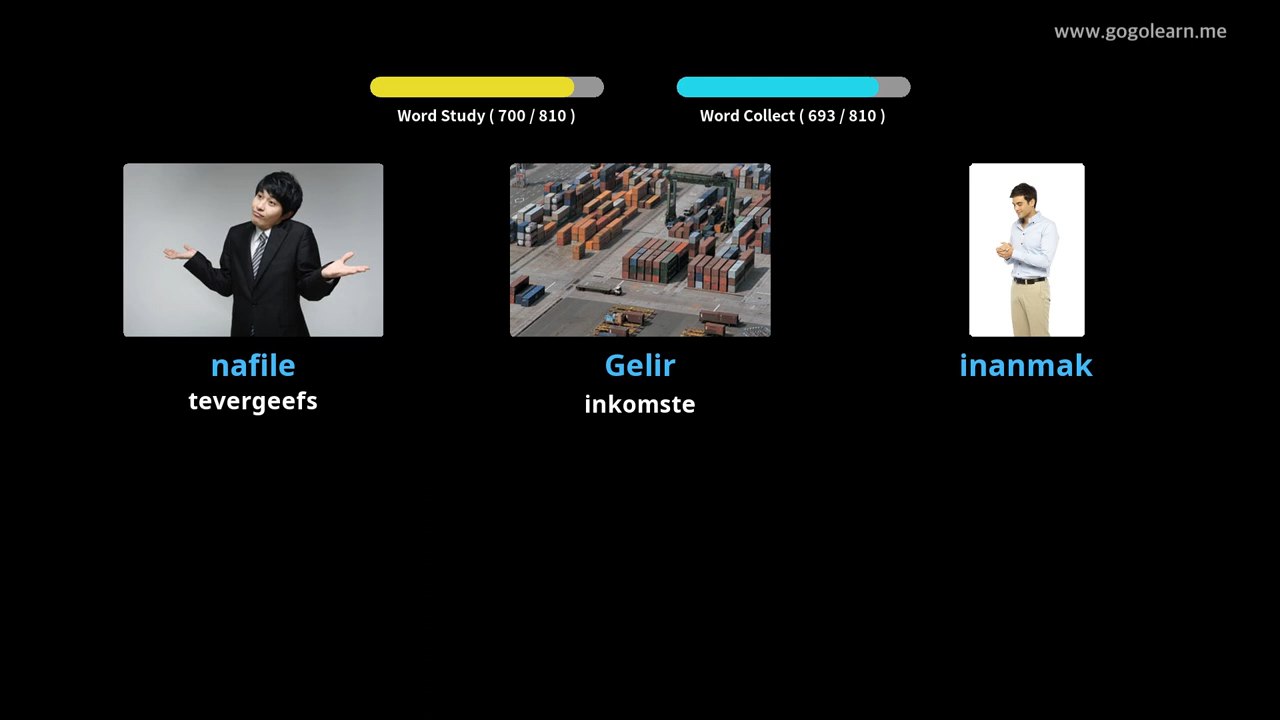 www.gogolearn.me
Word Study ( 700 / 810 )
Word Collect ( 693 / 810 )
nafile
tevergeefs
Gelir
inkomste
inanmak